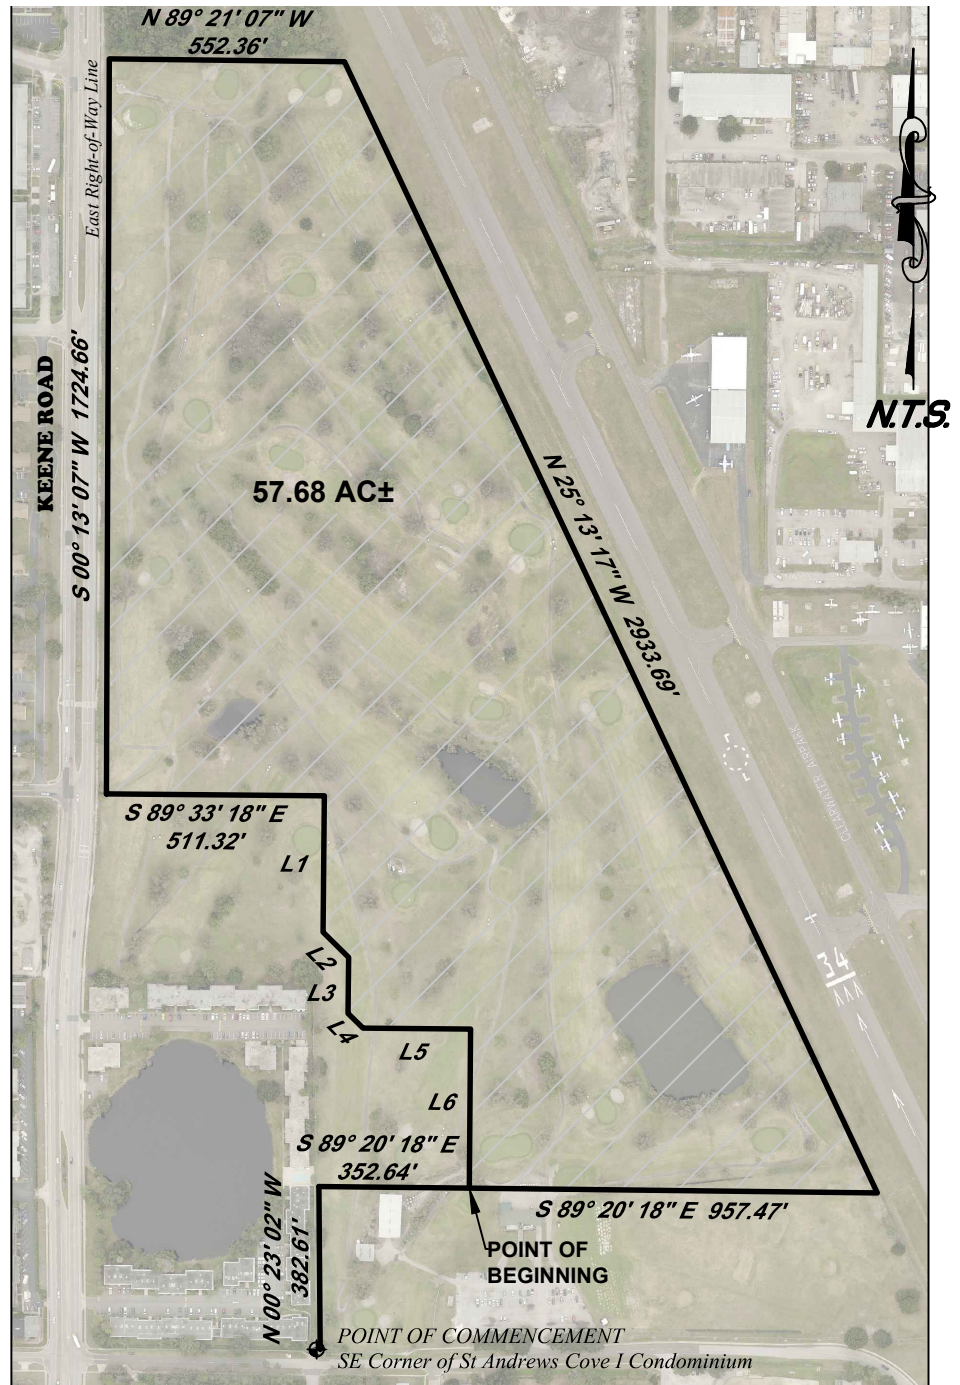 N 89° 21' 07" W
552.36'
East Right-of-Way Line
KEENE ROAD
S 00° 13' 07" W 1724.66'
N.T.S.
57.68 AC±
N 25° 13' 17" W 2933.69'
CLEARWATER AIRPARK
S 89° 33' 18" E
511.32'
L1
L2
L3
L4
L5
L6
34
S 89° 20' 18" E
352.64'
S 89° 20' 18" E 957.47'
N 00° 23' 02" W
382.61'
POINT OF
BEGINNING
POINT OF COMMENCEMENT
SE Corner of St Andrews Cove I Condominium